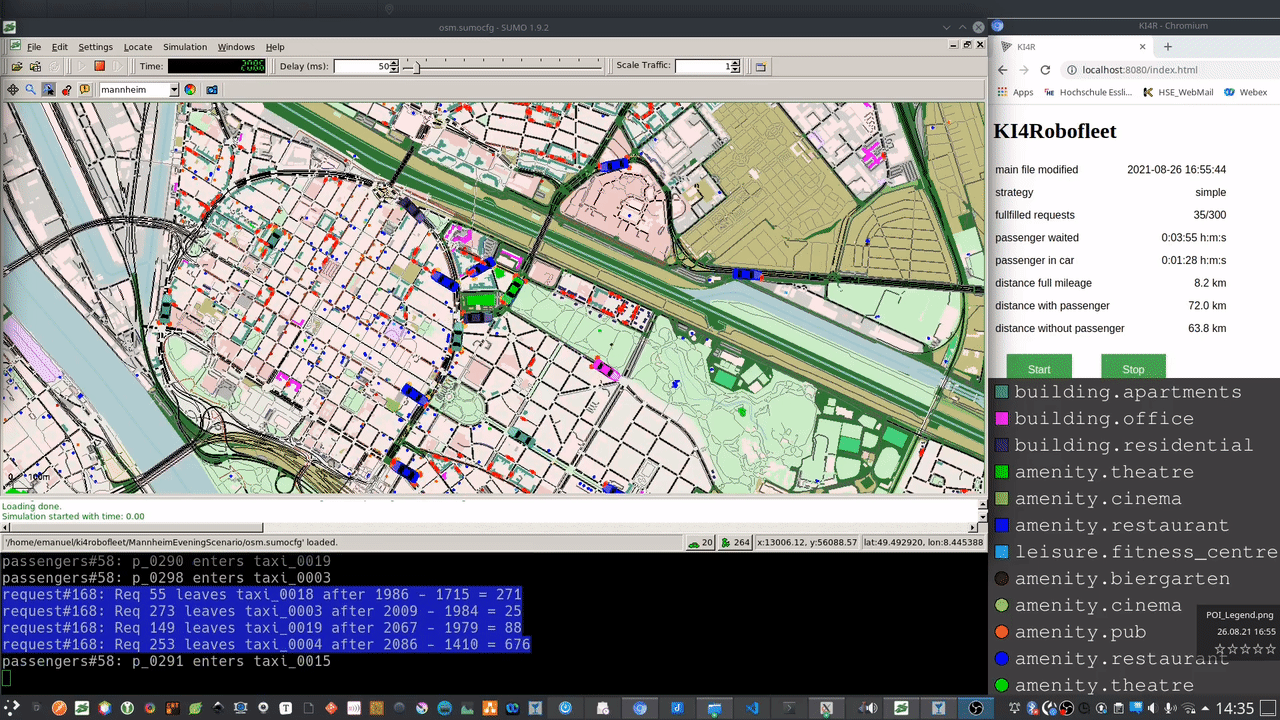 osm.sumocfg - SUMO 1.9.2
File Edit Settings Locate Simulation Windows Help
Time: 2086 Delay (ms): 50 Scale Traffic: 1
mannheim
0 100m
Loading done.
Simulation started with time: 0.00
'/home/emanuel/ki4robofleet/MannheimEveningScenario/osm.sumocfg' loaded. 20 264 x:13006.12, y:56088.57 lat:49.492920, lon:8.445388
passengers#58: p_0290 enters taxi_0019
passengers#58: p_0298 enters taxi_0003
request#168: Req 55 leaves taxi_0018 after 1986 - 1715 = 271
request#168: Req 273 leaves taxi_0003 after 2009 - 1984 = 25
request#168: Req 149 leaves taxi_0019 after 2067 - 1979 = 88
request#168: Req 253 leaves taxi_0004 after 2086 - 1410 = 676
passengers#58: p_0291 enters taxi_0015
KI4R - Chromium
KI4R
localhost:8080/index.html
Apps Hochschule Essli... HSE_WebMail Webex
KI4Robofleet
main file modified 2021-08-26 16:55:44
strategy simple
fullfilled requests 35/300
passenger waited 0:03:55 h:m:s
passenger in car 0:01:28 h:m:s
distance full mileage 8.2 km
distance with passenger 72.0 km
distance without passenger 63.8 km
Start Stop
building.apartments
building.office
building.residential
amenity.theatre
amenity.cinema
amenity.restaurant
leisure.fitness_centre
amenity.biergarten
amenity.cinema
amenity.pub
amenity.restaurant
amenity.theatre
POI_Legend.png
26.08.21 16:55
14:35